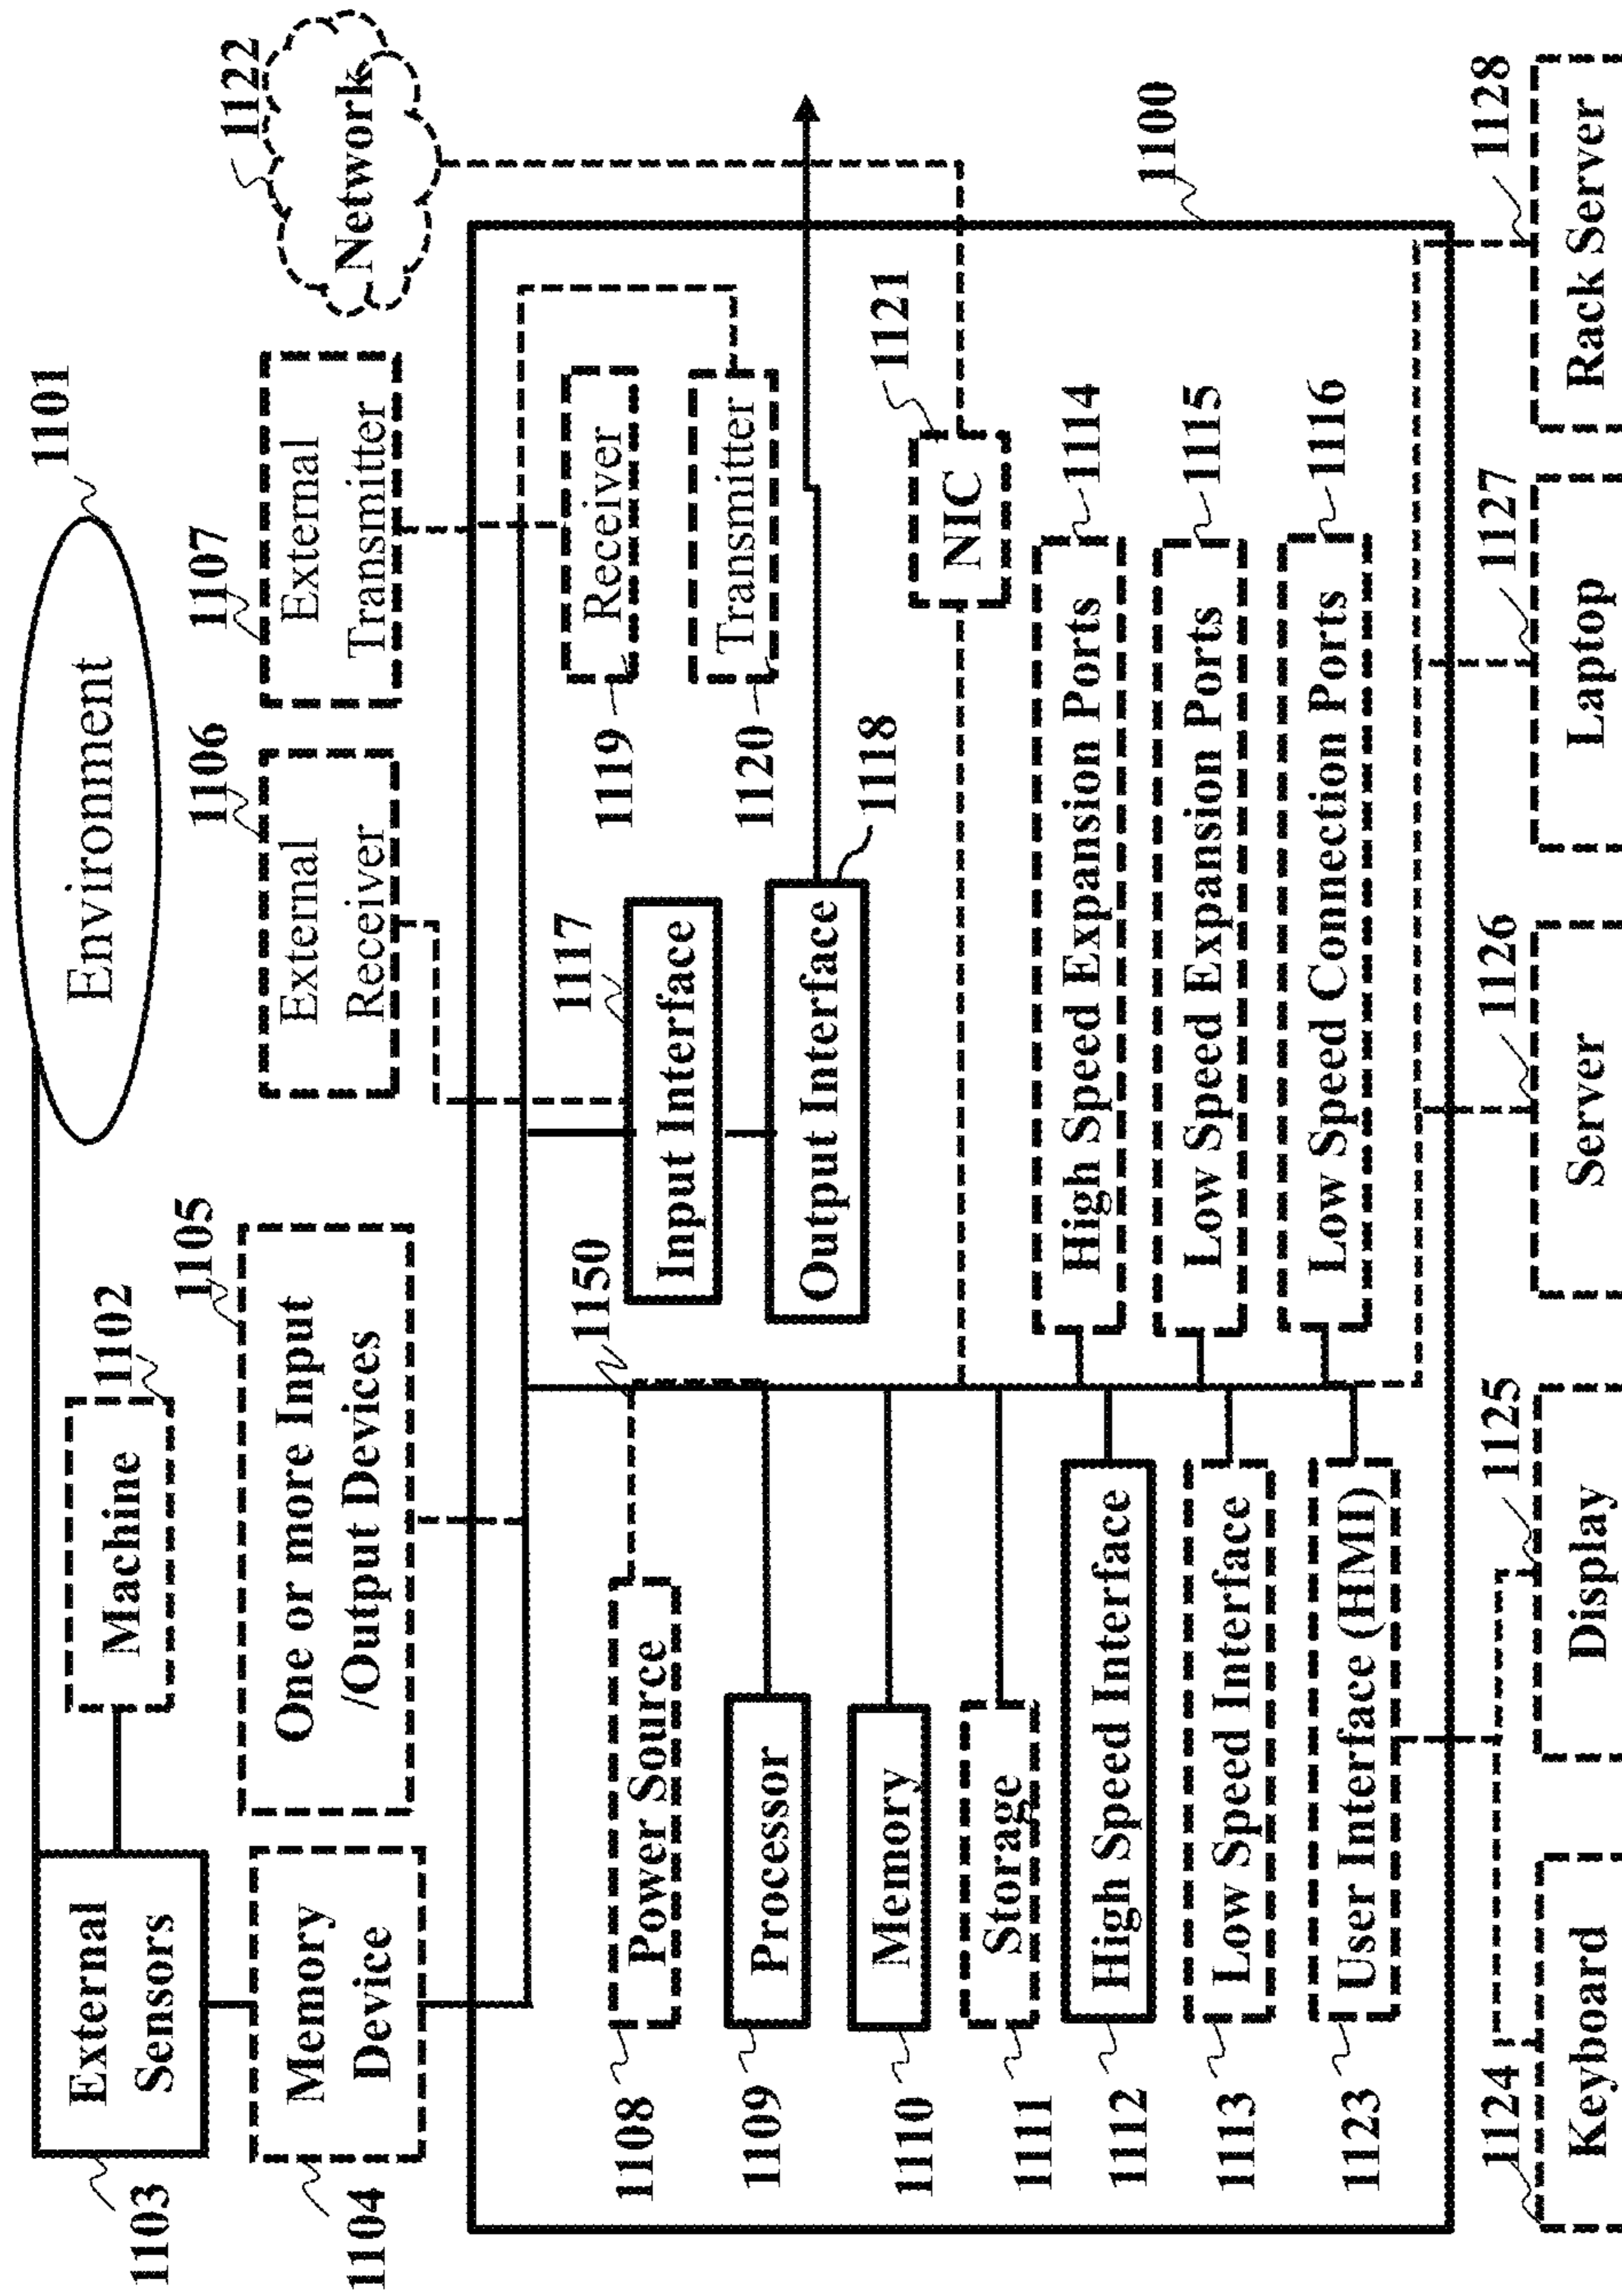 1101
Environment
1103
External
Sensors
Machine
1102
1104
Memory
Device
One or more Input
/Output Devices
1105
External
Receiver
1106
External
Transmitter
1107
Network
1122
1108
Power Source
1109
Processor
1110
Memory
1111
Storage
1112
High Speed Interface
1113
Low Speed Interface
1123
User Interface (HMI)
1150
Input Interface
1117
Output Interface
1118
1119
Receiver
1120
Transmitter
NIC
1121
High Speed Expansion Ports
1114
Low Speed Expansion Ports
1115
Low Speed Connection Ports
1116
1100
1124
Keyboard
1125
Display
1126
Server
1127
Laptop
1128
Rack Server